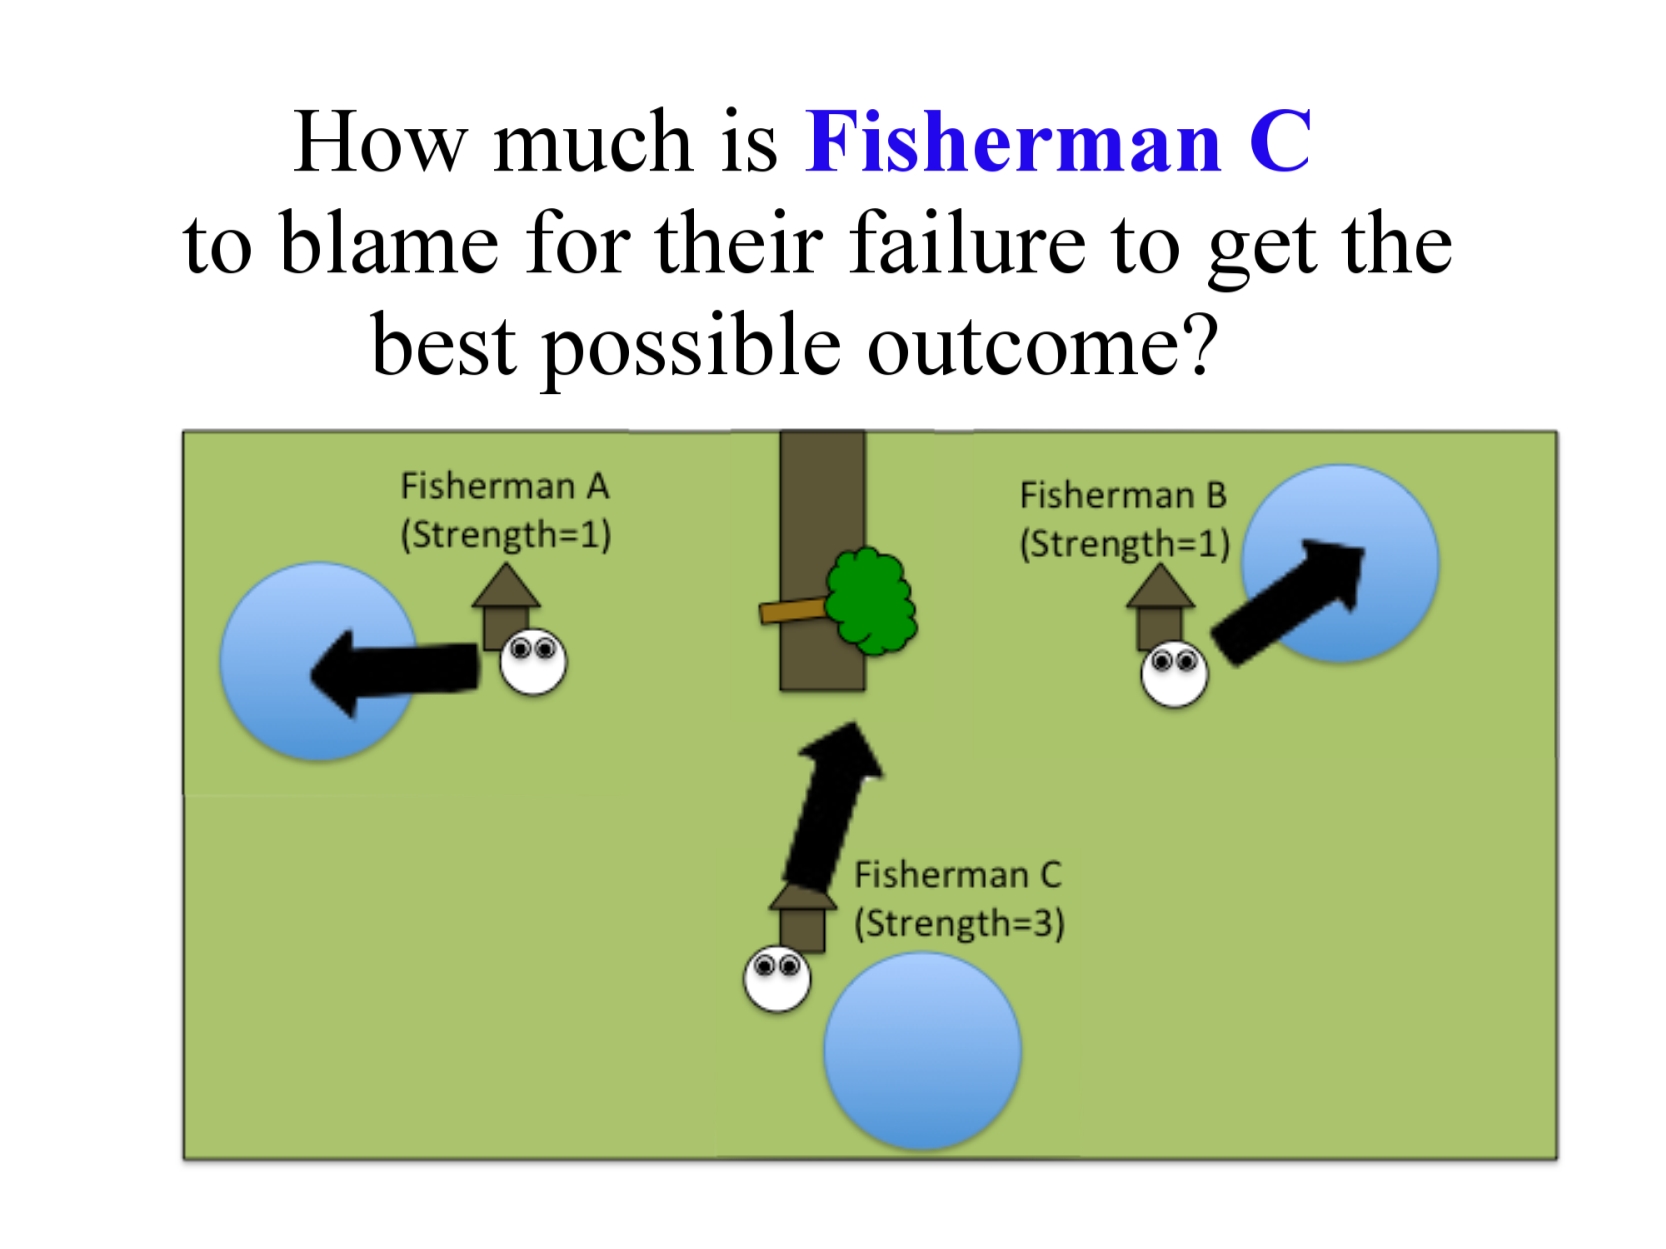 How much is Fisherman C
to blame for their failure to get the
best possible outcome?
Fisherman A
(Strength=1)
Fisherman B
(Strength=1)
Fisherman C
(Strength=3)